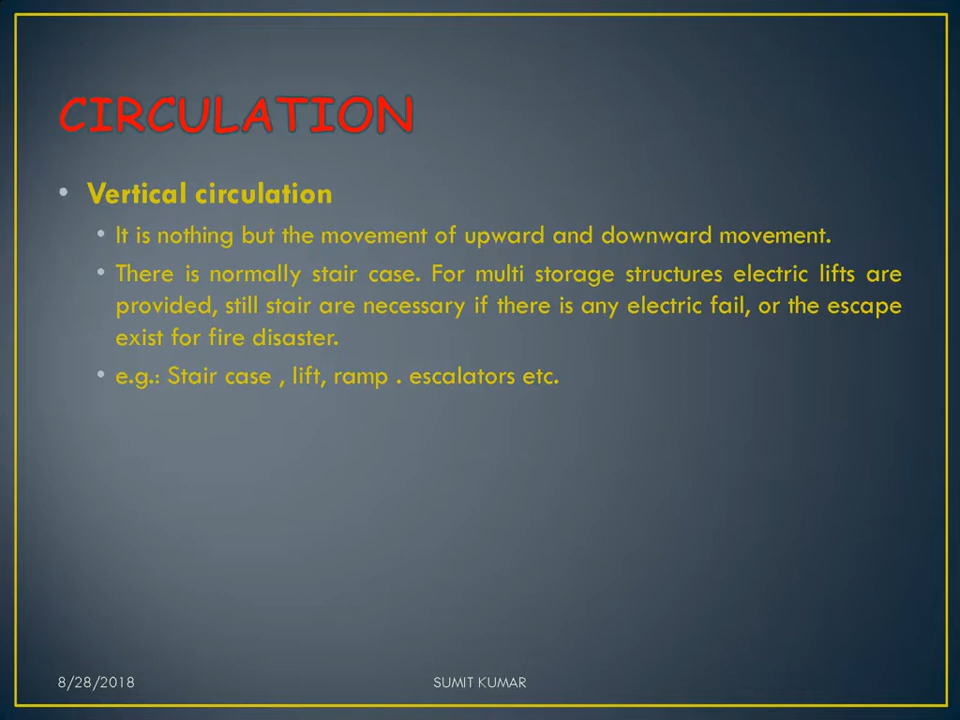 CIRCULATION
• Vertical circulation
• It is nothing but the movement of upward and downward movement.
• There is normally stair case. For multi storage structures electric lifts are
provided, still stair are necessary if there is any electric fail, or the escape
exist for fire disaster.
• e.g.: Stair case , lift, ramp . escalators etc.
8/28/2018
SUMIT KUMAR